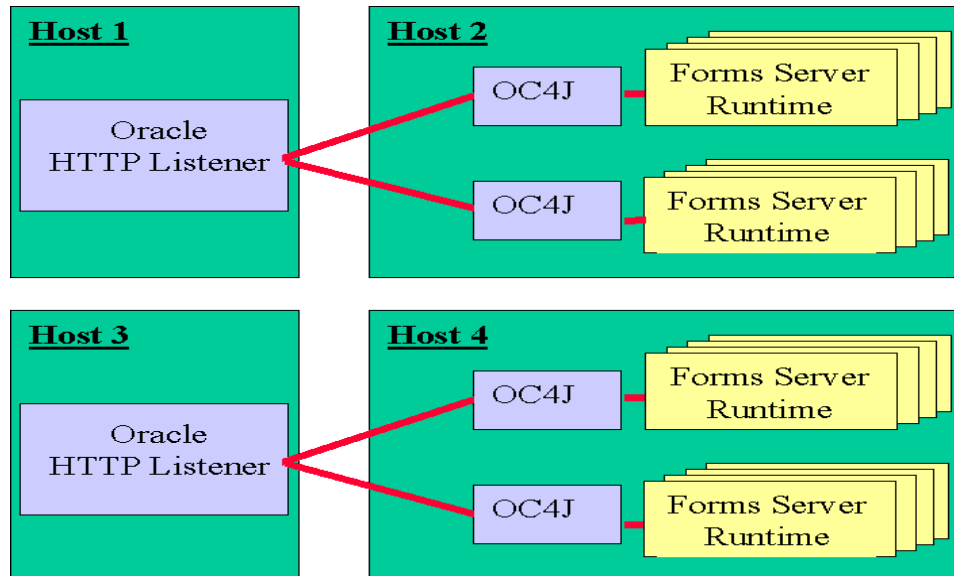 Host 1
Oracle
HTTP Listener
Host 2
OC4J
Forms Server
Runtime
OC4J
Forms Server
Runtime
Host 3
Oracle
HTTP Listener
Host 4
OC4J
Forms Server
Runtime
OC4J
Forms Server
Runtime